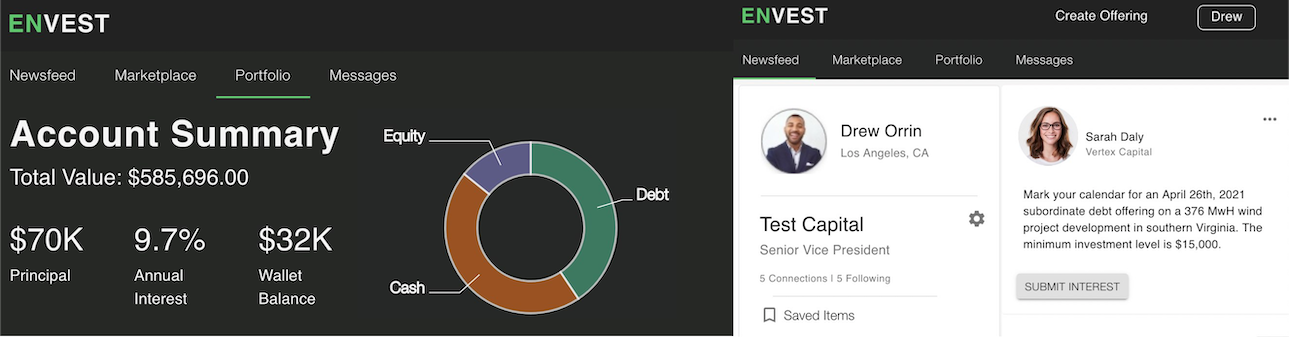 ENVEST
Newsfeed Marketplace Portfolio Messages
Account Summary
Total Value: $585,696.00
$70K 9.7% $32K
Principal Annual Wallet
Interest Balance
Equity
Debt
Cash
ENVEST Create Offering Drew
Newsfeed Marketplace Portfolio Messages
Drew Orrin
Los Angeles, CA
Test Capital
Senior Vice President
5 Connections | 5 Following
Saved Items
Sarah Daly
Vertex Capital
Mark your calendar for an April 26th, 2021
subordinate debt offering on a 376 MwH wind
project development in southern Virginia. The
minimum investment level is $15,000.
SUBMIT INTEREST